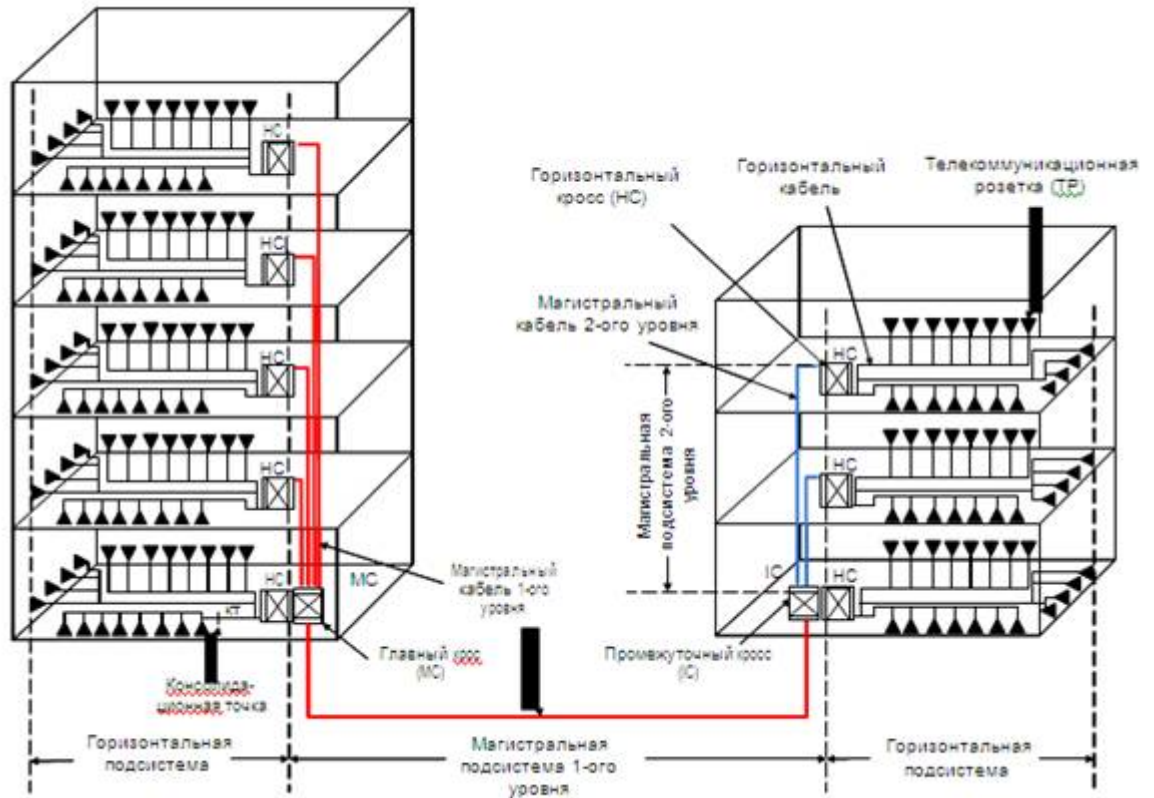 HC
HC
HC
HC
HC
MC
кт
Консолида-
ционная точка
Магистральный
кабель 1-ого
уровня
Главный кросс
(MC)
Горизонтальный
кросс (HC)
Горизонтальный
кабель
Телекоммуникационная
розетка (ТР)
Магистральный
кабель 2-ого уровня
Магистральная
подсистема 2-ого
уровня
HC
HC
IC
HC
Промежуточный кросс
(IC)
Горизонтальная
подсистема
Магистральная
подсистема 1-ого
уровня
Горизонтальная
подсистема